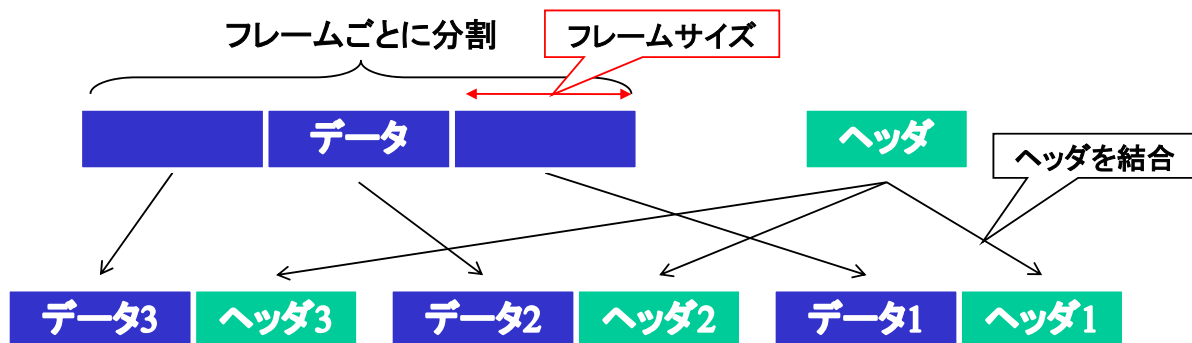 フレームごとに分割
フレームサイズ
データ
ヘッダ
ヘッダを結合
データ3
ヘッダ3
データ2
ヘッダ2
データ1
ヘッダ1